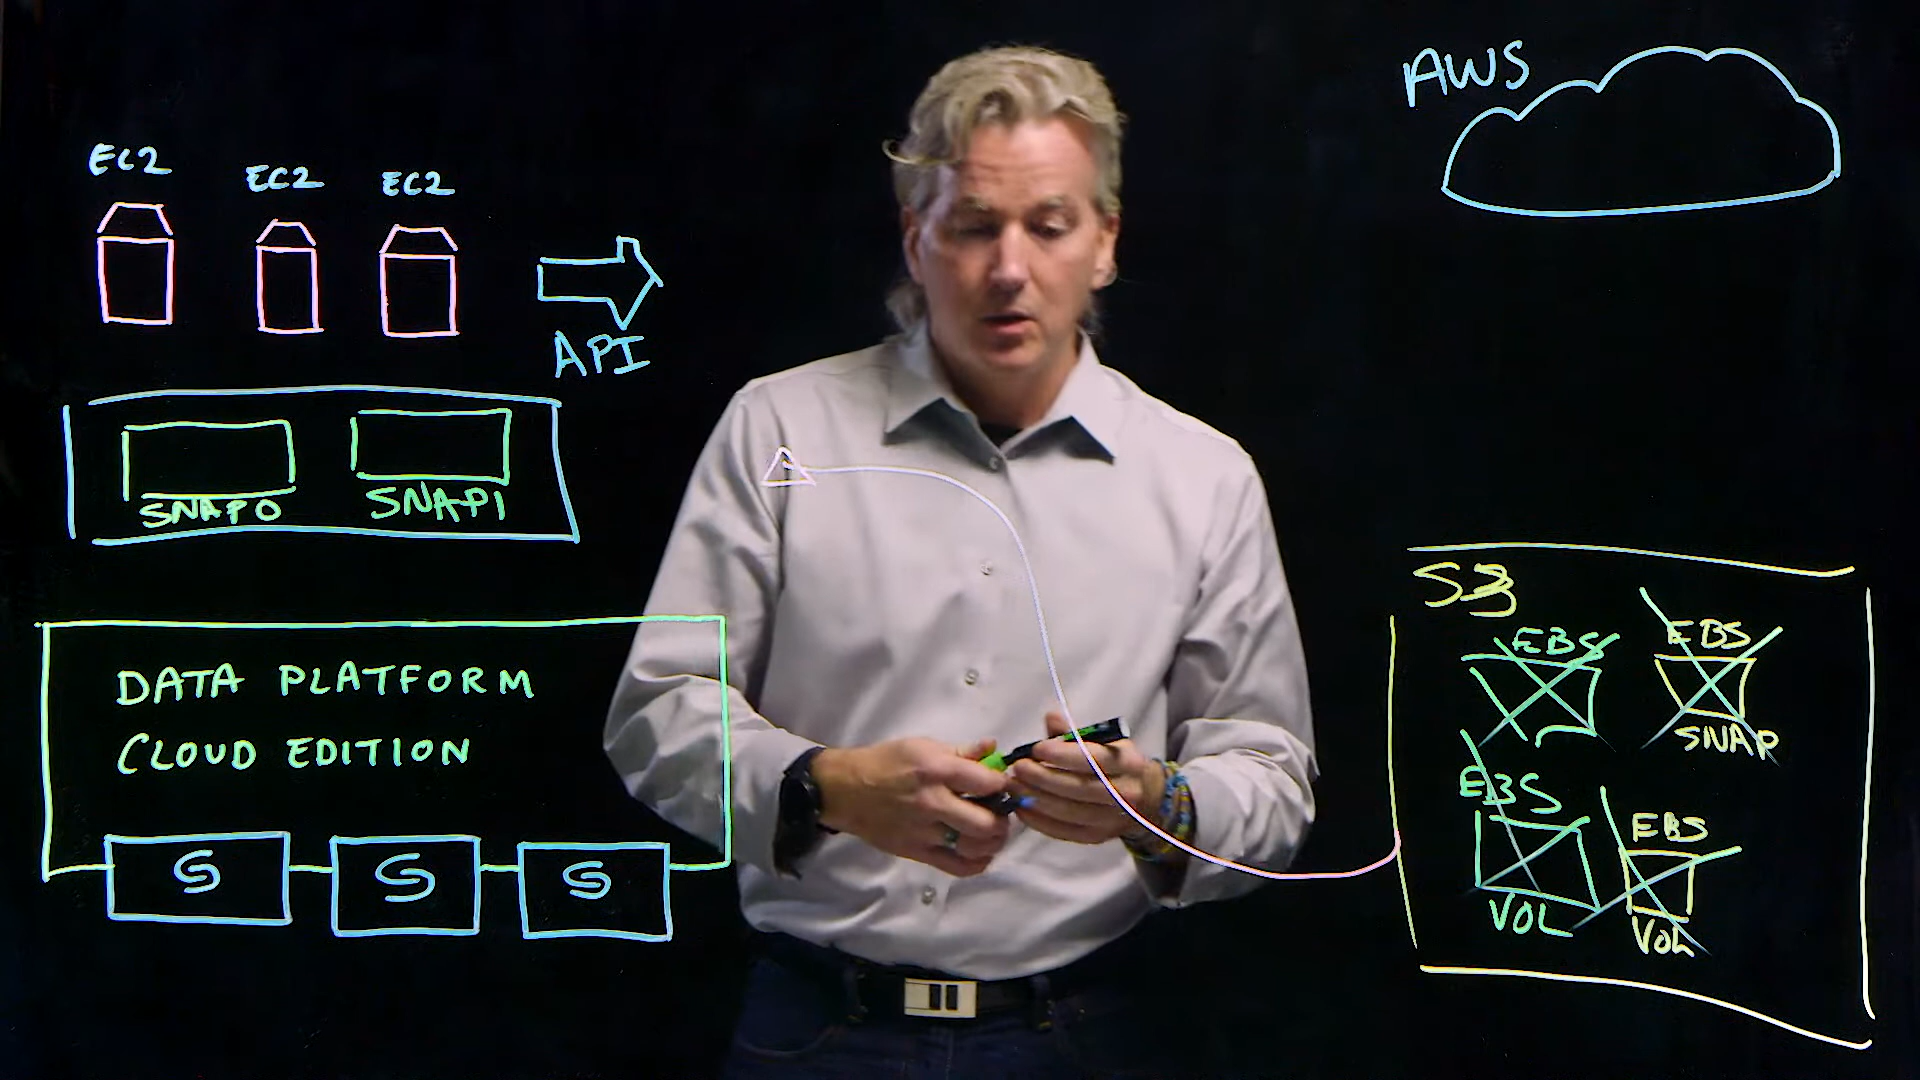 AWS
EC2 EC2 EC2
API
SNAP0 SNAP1
DATA PLATFORM
CLOUD EDITION
S S S
S3
EBS EBS
SNAP
EBS EBS
VOL VOL